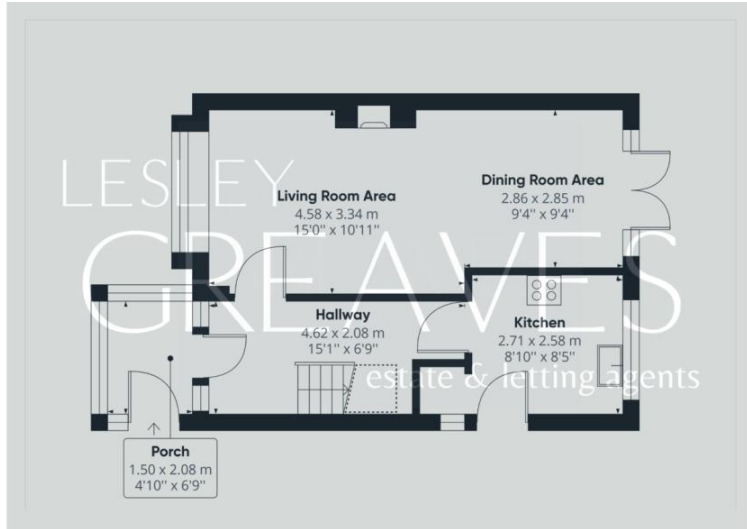 LESLEY
GREAVES
estate & letting agents
Living Room Area
4.58 x 3.34 m
15'0" x 10'11"
Dining Room Area
2.86 x 2.85 m
9'4" x 9'4"
Hallway
4.62 x 2.08 m
15'1" x 6'9"
Kitchen
2.71 x 2.58 m
8'10" x 8'5"
Porch
1.50 x 2.08 m
4'10" x 6'9"